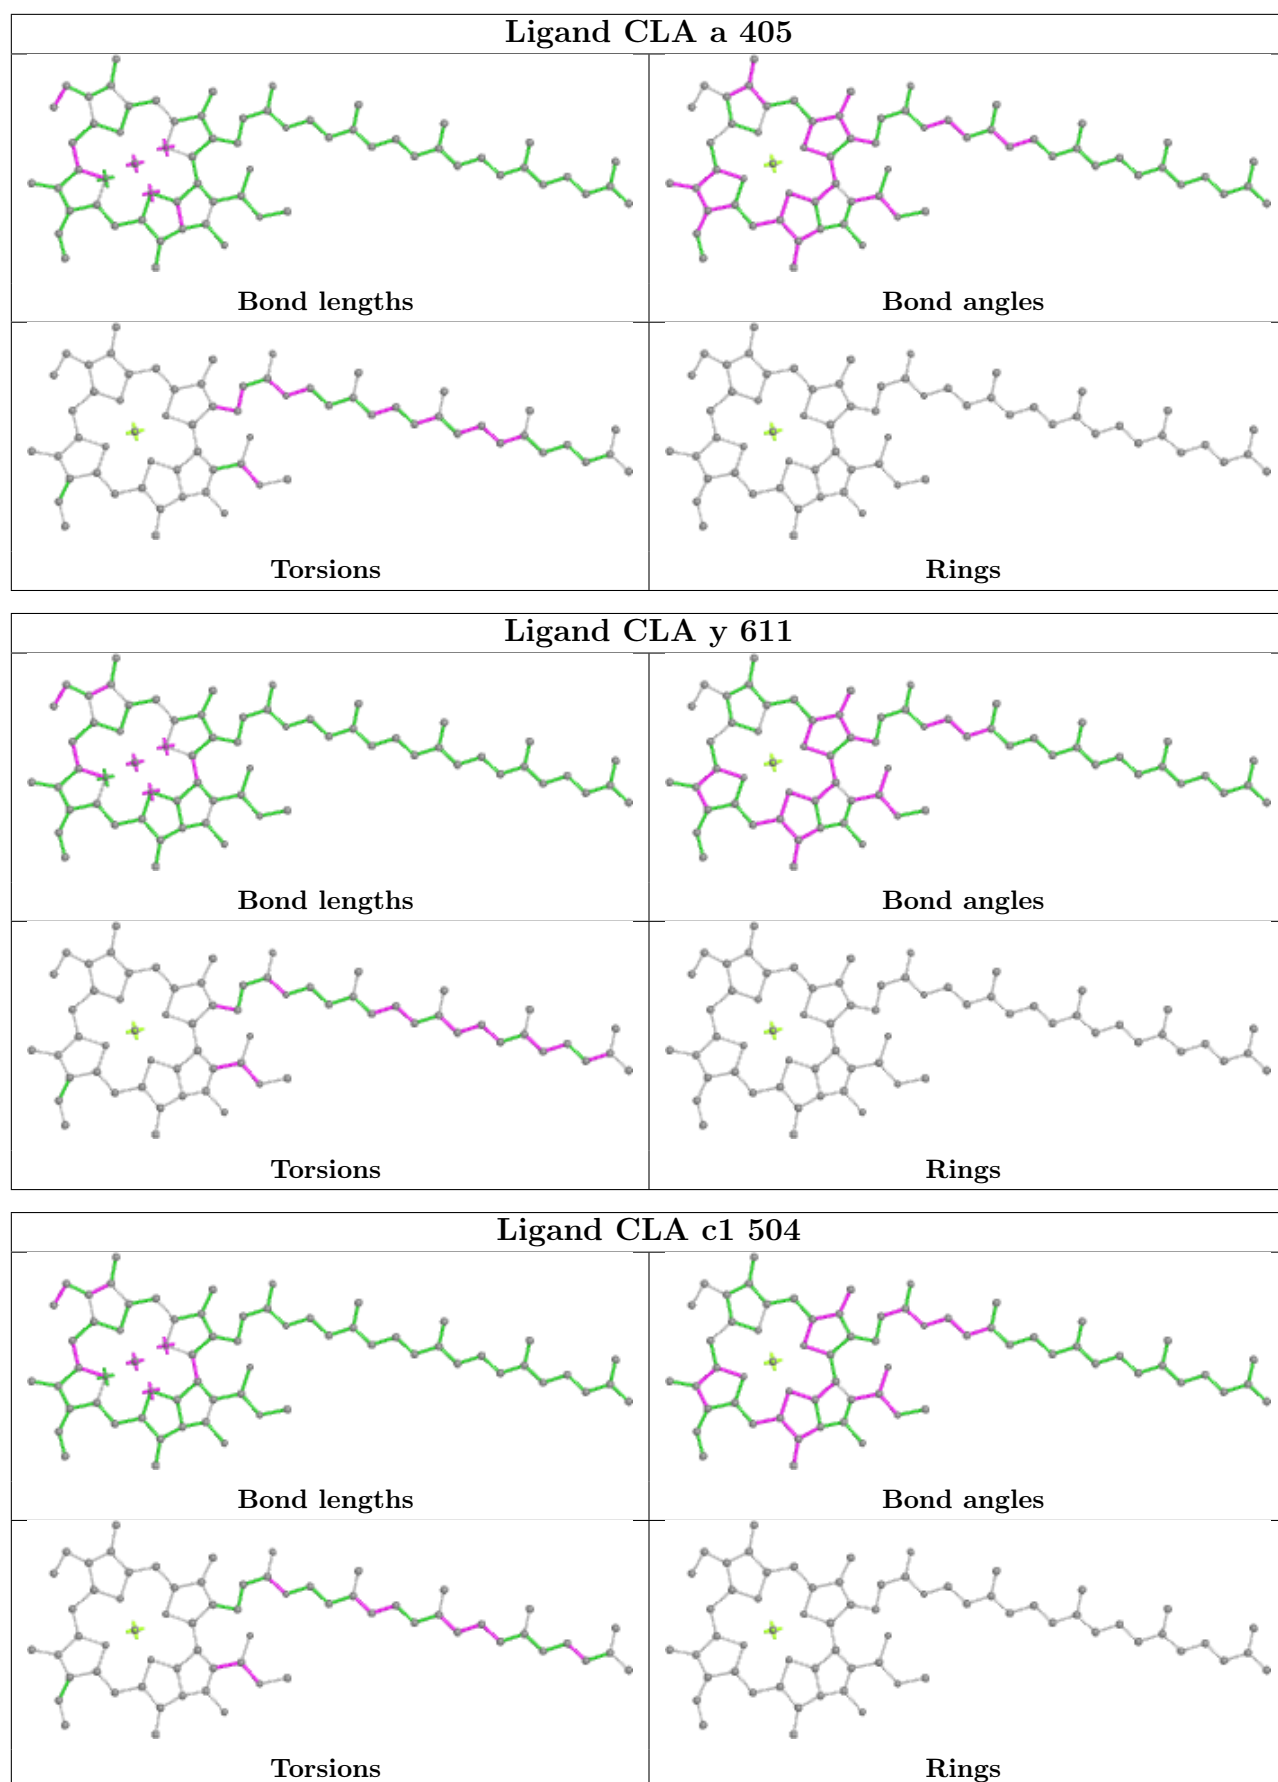 Ligand CLA a 405
Bond lengths
Bond angles
Torsions
Rings
Ligand CLA y 611
Bond lengths
Bond angles
Torsions
Rings
Ligand CLA c1 504
Bond lengths
Bond angles
Torsions
Rings